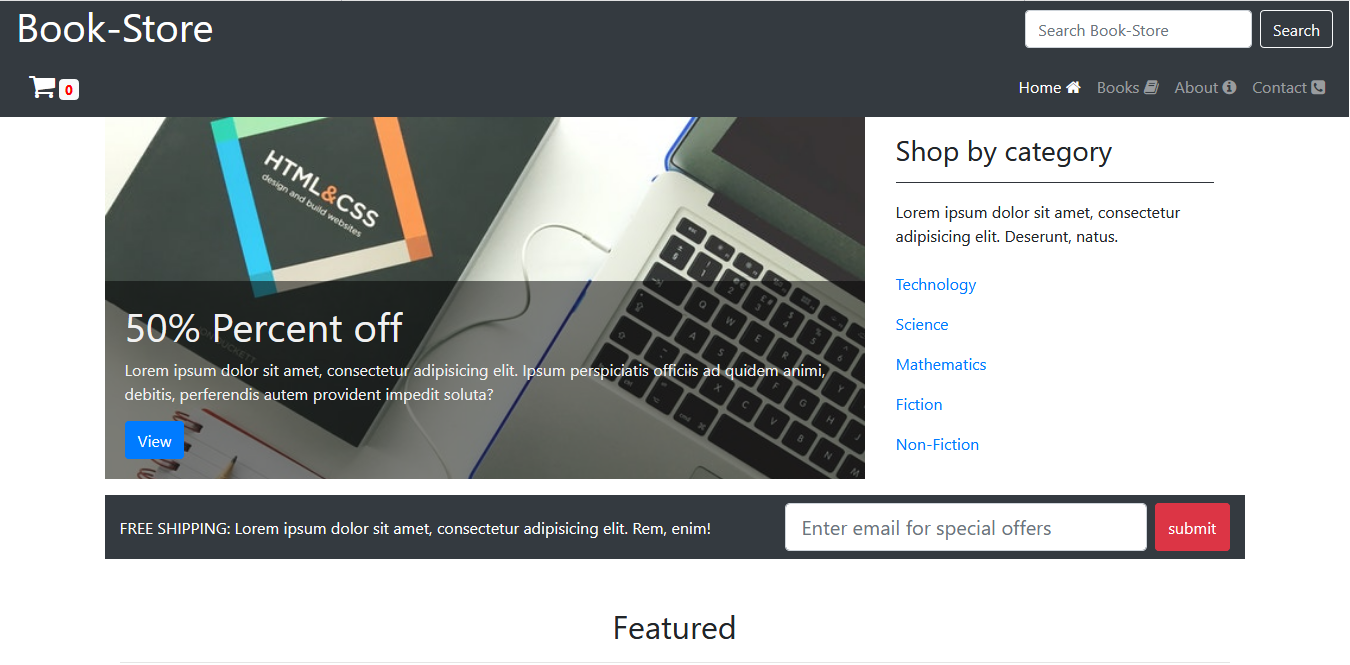 Book-Store
Search Book-Store
Search
0
Home
Books
About
Contact
HTML&CSS
design and build websites
50% Percent off
Lorem ipsum dolor sit amet, consectetur adipisicing elit. Ipsum perspiciatis officiis ad quidem animi,
debitis, perferendis autem provident impedit soluta?
View
Shop by category
Lorem ipsum dolor sit amet, consectetur
adipisicing elit. Deserunt, natus.
Technology
Science
Mathematics
Fiction
Non-Fiction
FREE SHIPPING: Lorem ipsum dolor sit amet, consectetur adipisicing elit. Rem, enim!
Enter email for special offers
submit
Featured